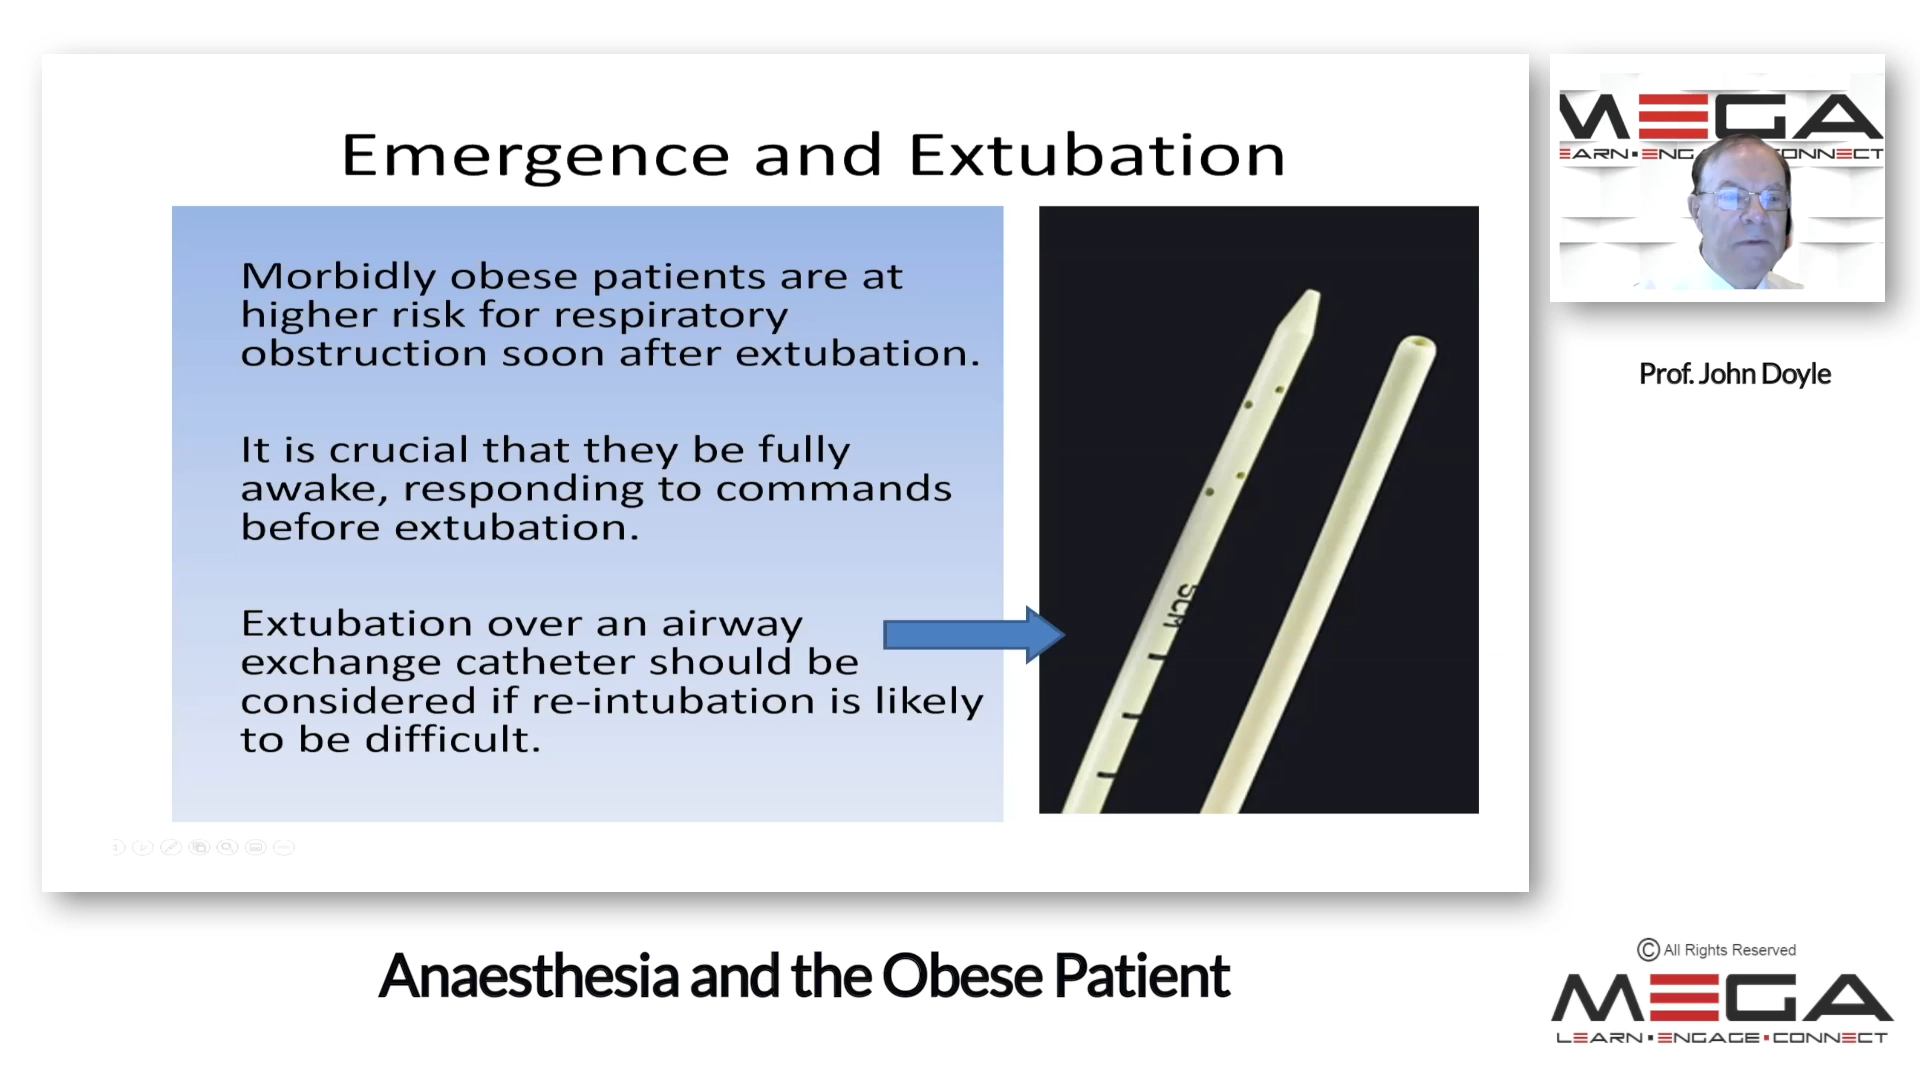 Emergence and Extubation
Morbidly obese patients are at
higher risk for respiratory
obstruction soon after extubation.
It is crucial that they be fully
awake, responding to commands
before extubation.
Extubation over an airway
exchange catheter should be
considered if re-intubation is likely
to be difficult.
5CM
MEGA
Prof. John Doyle
Anaesthesia and the Obese Patient
© All Rights Reserved
MEGA
LEARN ▪ ENGAGE ▪ CONNECT